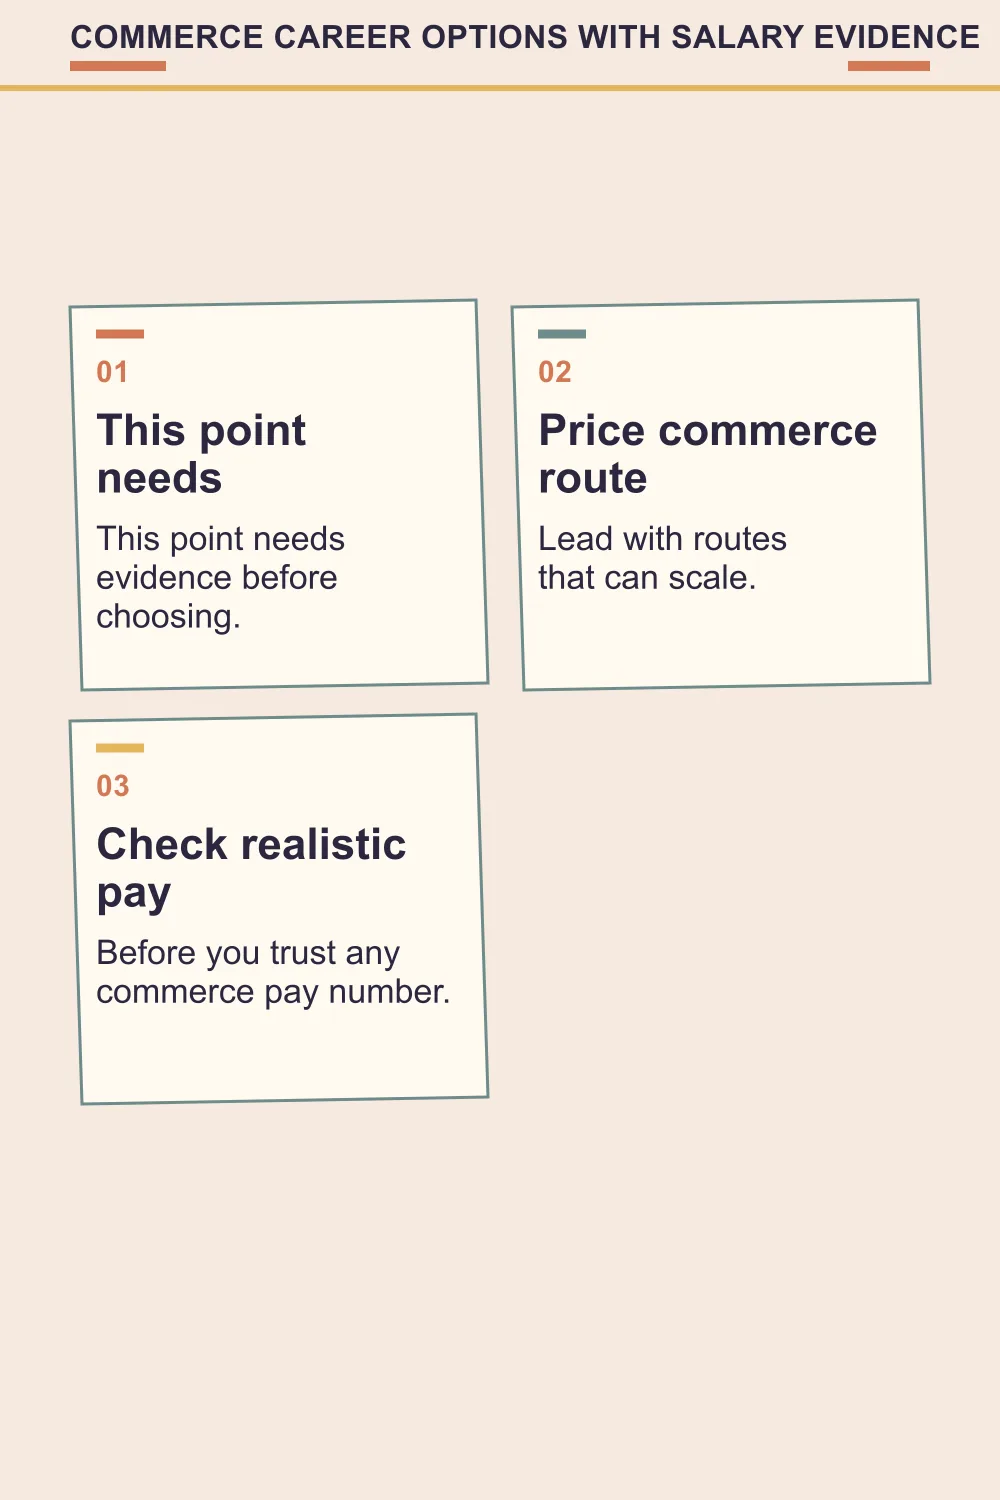 COMMERCE CAREER OPTIONS WITH SALARY EVIDENCE
01
This point
needs
This point needs
evidence before
choosing.
02
Price commerce
route
Lead with routes
that can scale.
03
Check realistic
pay
Before you trust any
commerce pay number.